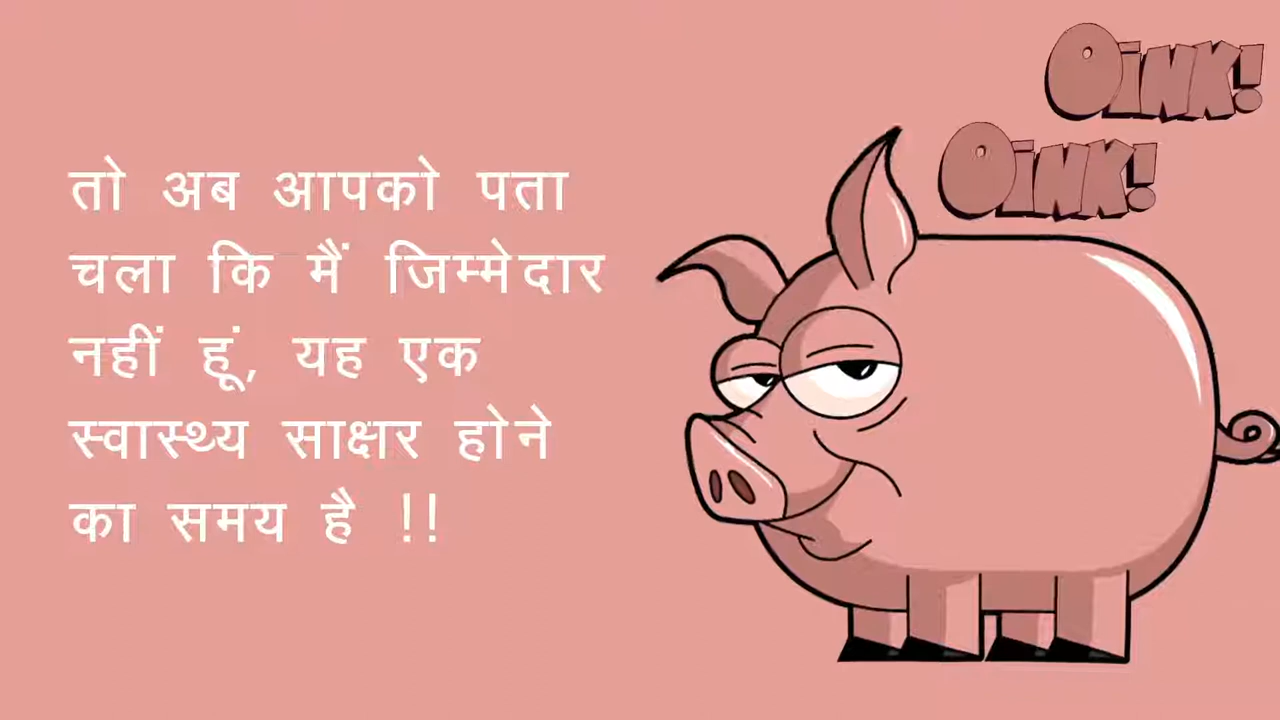 तो अब आपको पता
चला कि मैं जिम्मेदार
नहीं हूं, यह एक
स्वास्थ्य साक्षर होने
का समय है !!
OiNK!
OiNK!